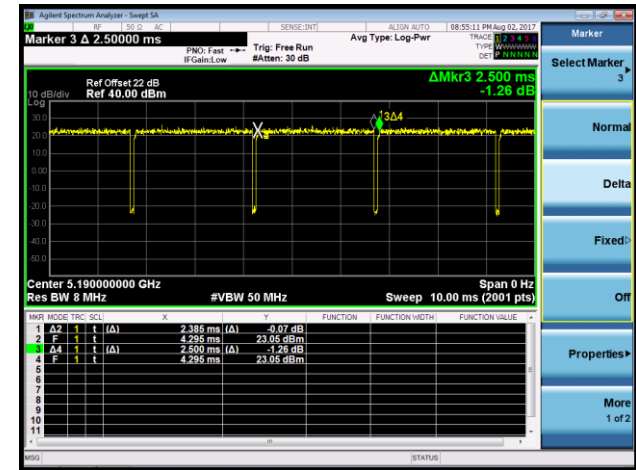 Agilent Spectrum Analyzer - Swept SA
RF 50 Ω AC SENSE:INT ALIGN AUTO 08:55:11 PM Aug 02, 2017
Marker 3 Δ 2.50000 ms
PNO: Fast
IFGain:Low
Trig: Free Run
#Atten: 30 dB
Avg Type: Log-Pwr
TRACE 1 2 3 4 5 6
TYPE WWWWWW
DET P N N N N N
Ref Offset 22 dB
10 dB/div Ref 40.00 dBm
ΔMkr3 2.500 ms
-1.26 dB
Log
30.0
20.0
10.0
0.00
-10.0
-20.0
-30.0
-40.0
-50.0
X
13Δ4
Center 5.190000000 GHz Span 0 Hz
Res BW 8 MHz #VBW 50 MHz Sweep 10.00 ms (2001 pts)
MKR MODE TRC SCL X Y FUNCTION FUNCTION WIDTH FUNCTION VALUE
1 Δ2 1 t (Δ) 2.385 ms (Δ) -0.07 dB
2 F 1 t 4.295 ms 23.05 dBm
3 Δ4 1 t (Δ) 2.500 ms (Δ) -1.26 dB
4 F 1 t 4.295 ms 23.05 dBm
5
6
7
8
9
10
11
MSG STATUS
Marker
Select Marker
3
Normal
Delta
Fixed
Off
Properties
More
1 of 2